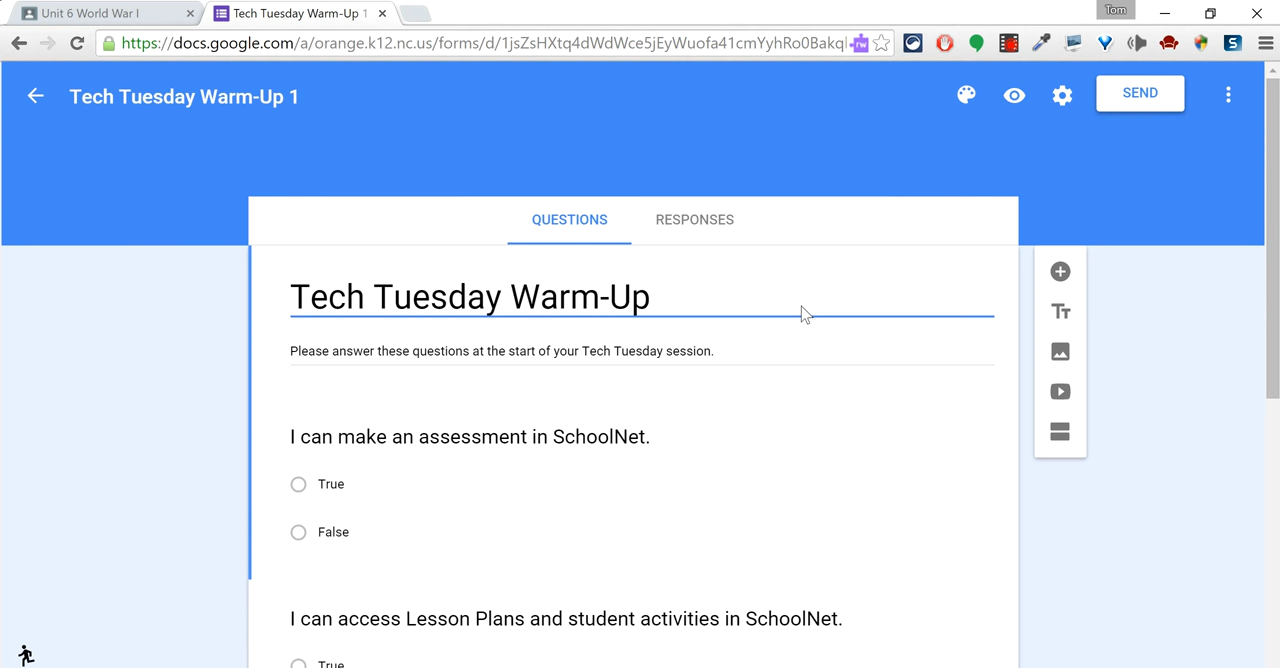 Unit 6 World War I
Tech Tuesday Warm-Up 1
Tom
https://docs.google.com/a/orange.k12.nc.us/forms/d/1jsZsHXtq4dWdWce5jEyWuofa41cmYyhRo0Bakql
rw
S
Tech Tuesday Warm-Up 1
SEND
QUESTIONS
RESPONSES
Tech Tuesday Warm-Up
Please answer these questions at the start of your Tech Tuesday session.
Tт
I can make an assessment in SchoolNet.
True
False
I can access Lesson Plans and student activities in SchoolNet.
True